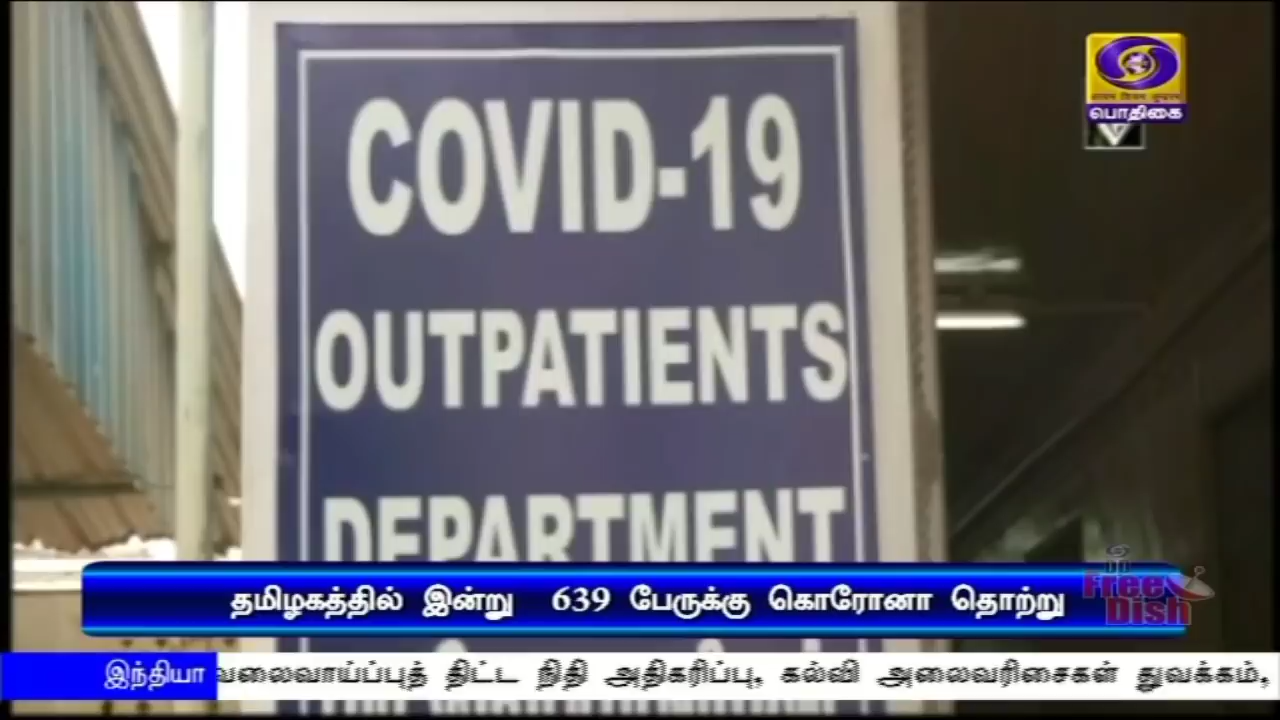 COVID-19
OUTPATIENTS
DEPARTMENT
பொதிகை
தமிழகத்தில் இன்று 639 பேருக்கு கொரோனா தொற்று
Free
Dish
இந்தியா
வலைவாய்ப்புத் திட்ட நிதி அதிகரிப்பு, கல்வி அலைவரிசைகள் துவக்கம்,